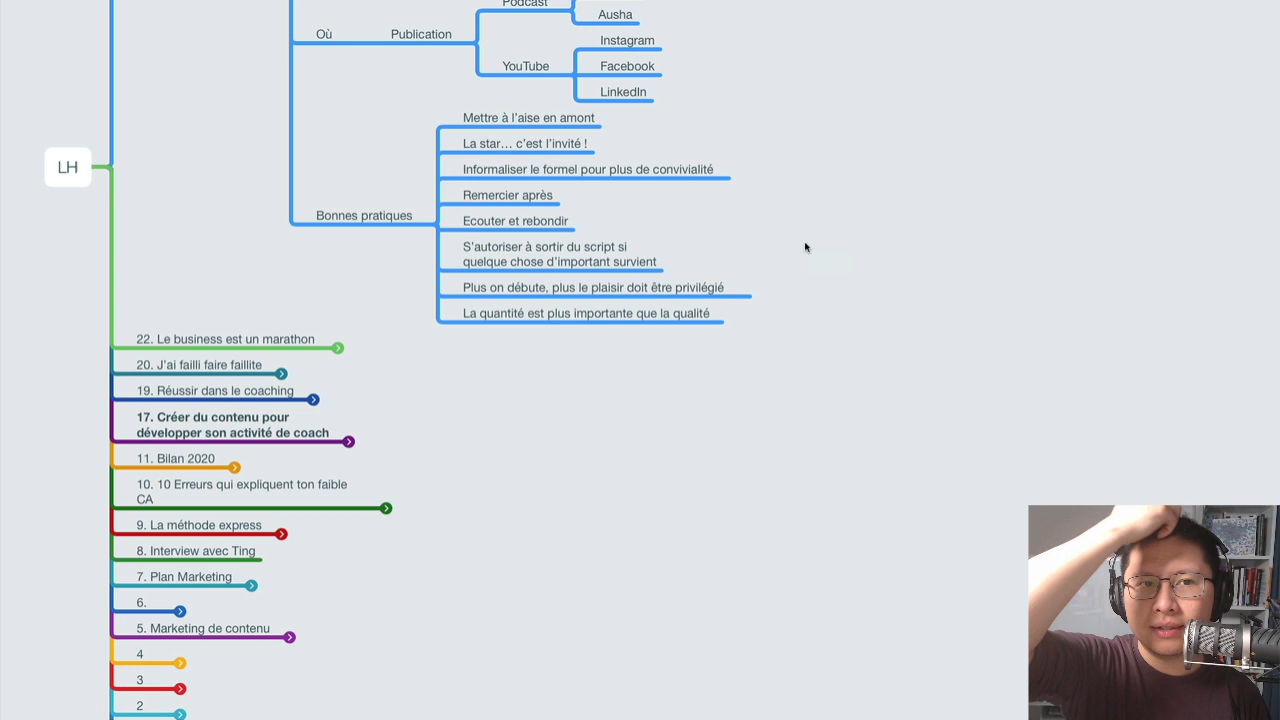 Podcast
Ausha
Où
Publication
Instagram
YouTube
Facebook
LinkedIn
Mettre à l'aise en amont
La star… c'est l'invité !
LH
Informaliser le formel pour plus de convivialité
Remercier après
Bonnes pratiques
Ecouter et rebondir
S'autoriser à sortir du script si
quelque chose d'important survient
Plus on débute, plus le plaisir doit être privilégié
La quantité est plus importante que la qualité
22. Le business est un marathon
20. J'ai failli faire faillite
19. Réussir dans le coaching
17. Créer du contenu pour
développer son activité de coach
11. Bilan 2020
10. 10 Erreurs qui expliquent ton faible
CA
9. La méthode express
8. Interview avec Ting
7. Plan Marketing
6.
5. Marketing de contenu
4
3
2